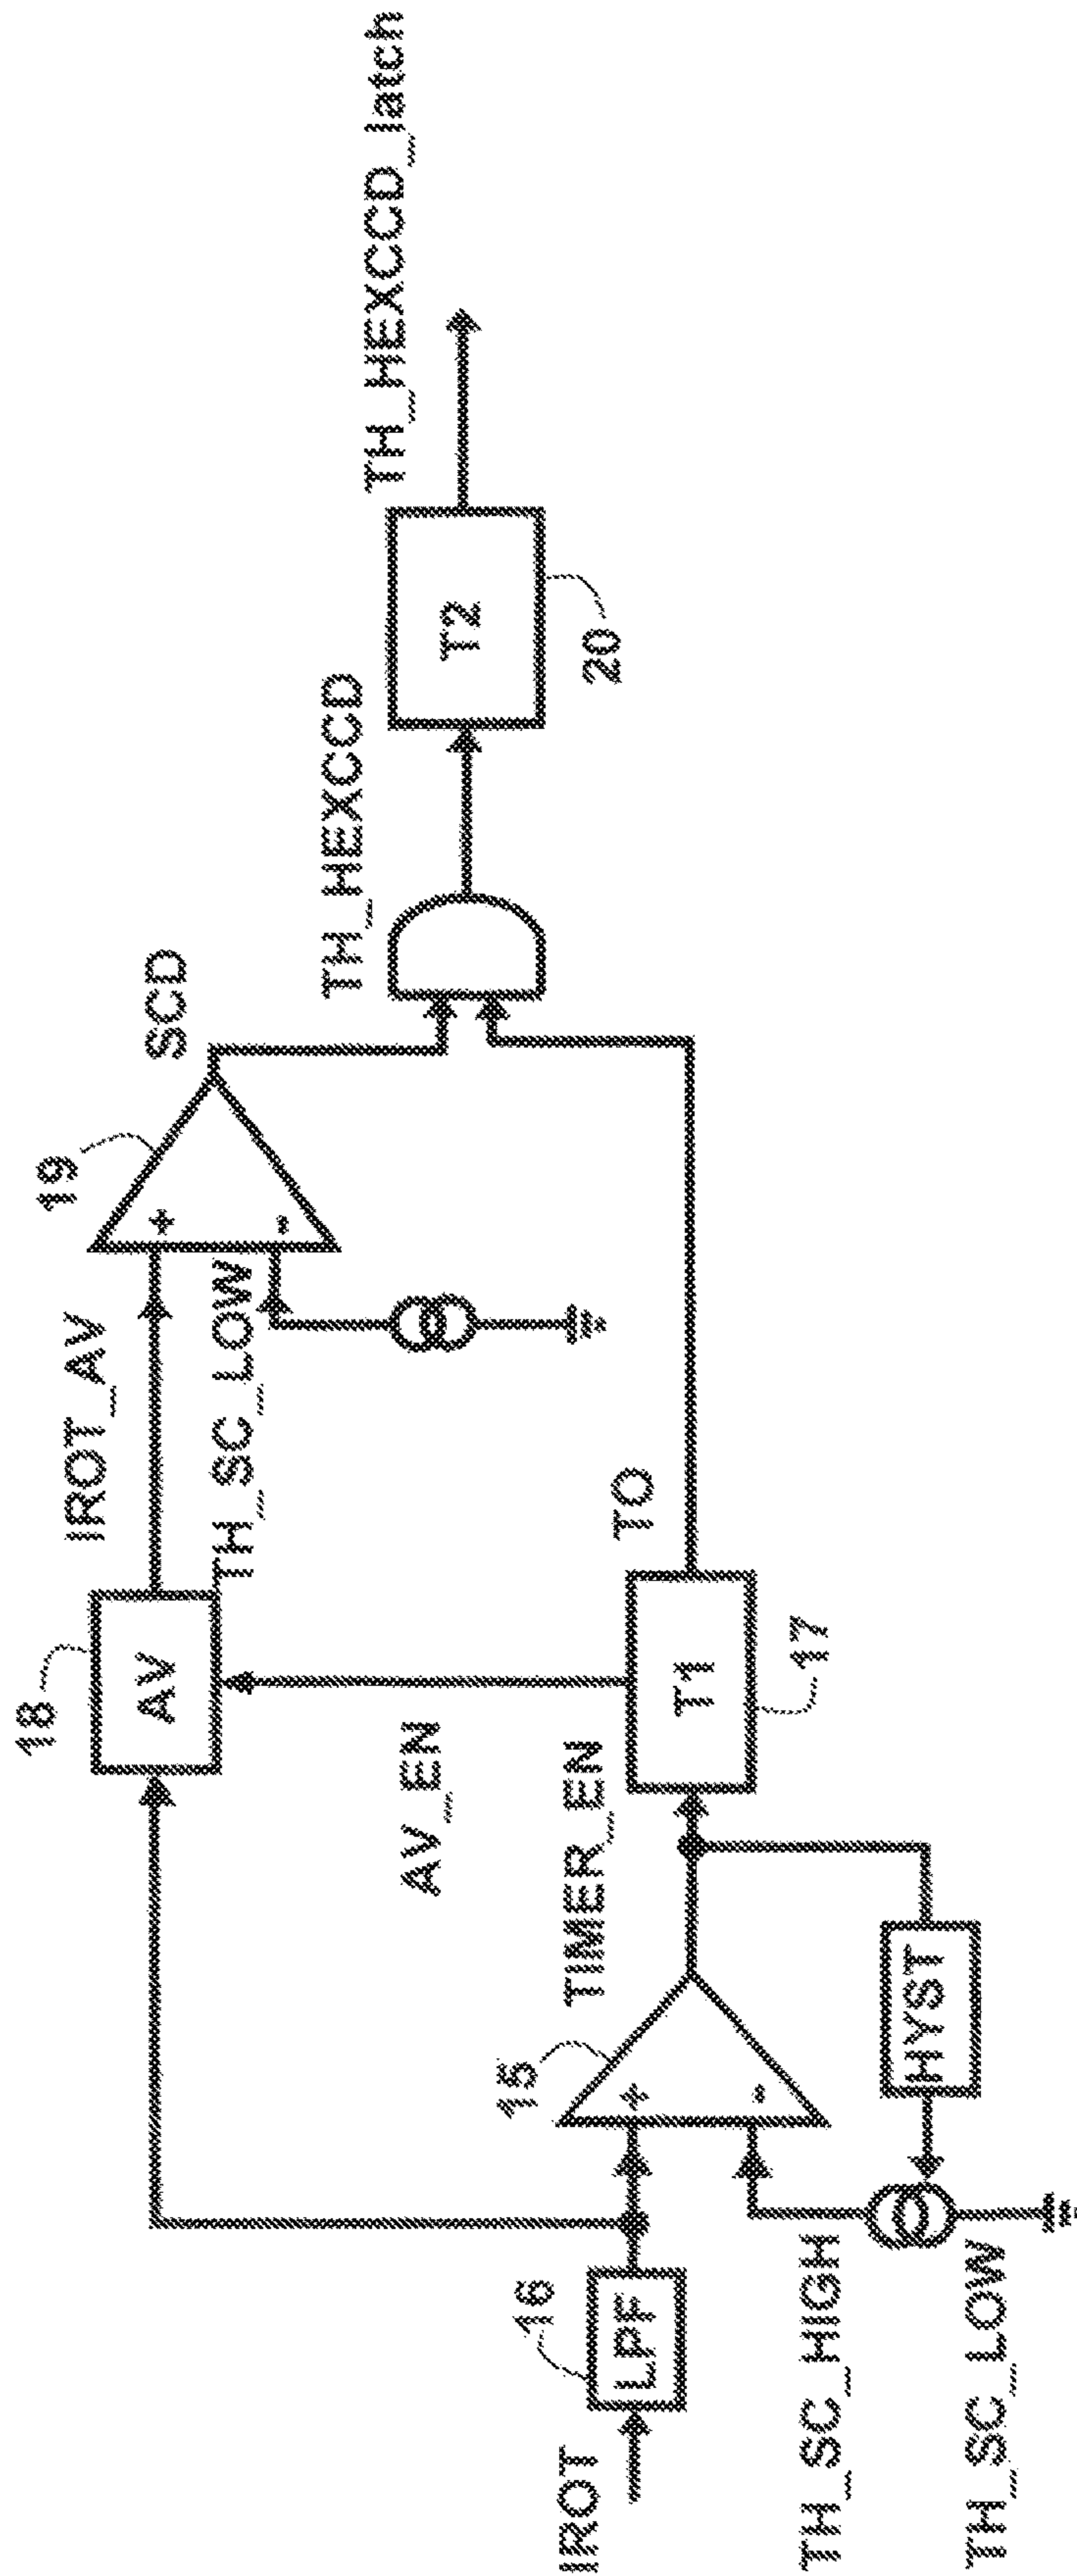 IROT
16
LPF
TH_SC_HIGH
TH_SC_LOW
15
+
-
HYST
TIMER_EN
AV_EN
18
AV
T1
17
TO
IROT_AV
TH_SC_LOW
19
+
-
SCD
TH_HEXCCD
T2
20
TH_HEXCCD_latch